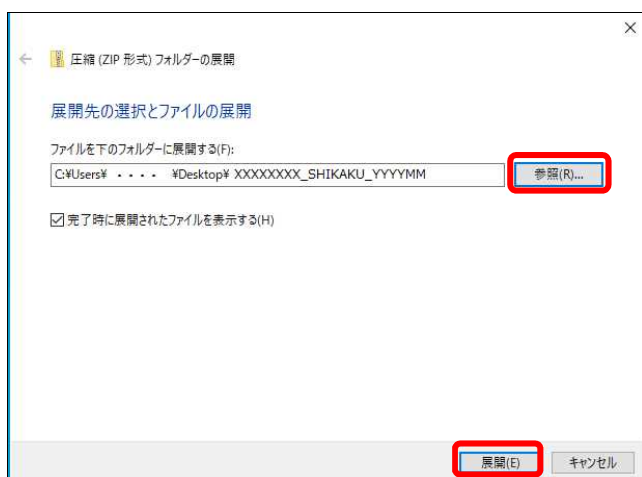 圧縮 (ZIP 形式) フォルダーの展開
展開先の選択とファイルの展開
ファイルを下のフォルダーに展開する(F):
C:¥Users¥ ・・・・ ¥Desktop¥ XXXXXXXX_SHIKAKU_YYYYMM 参照(R)...
完了時に展開されたファイルを表示する(H)
展開(E) キャンセル